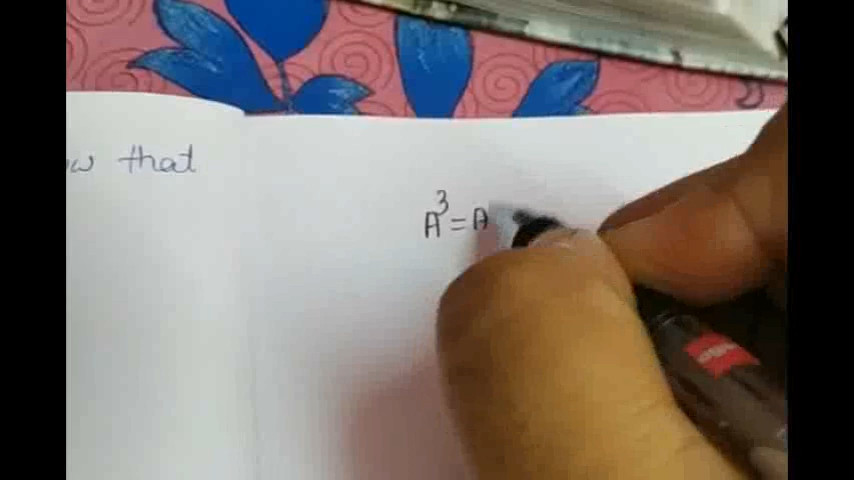 that
A³ = A